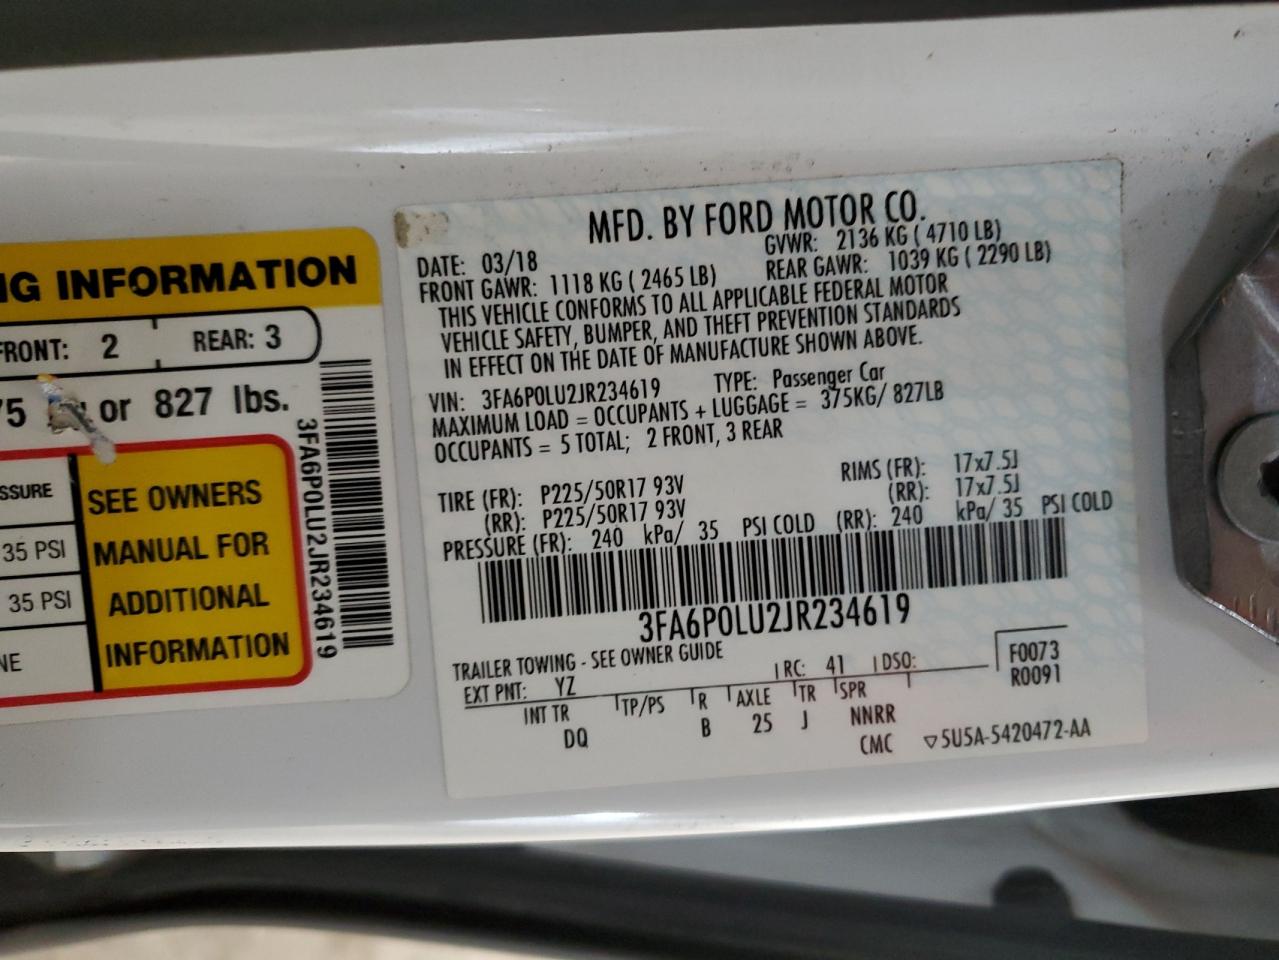 NG INFORMATION
FRONT: 2 REAR: 3
75 or 827 lbs.
SSURE
35 PSI
35 PSI
NE
SEE OWNERS
MANUAL FOR
ADDITIONAL
INFORMATION
3FA6P0LU2JR234619
MFD. BY FORD MOTOR CO.
DATE: 03/18 GVWR: 2136 KG ( 4710 LB)
FRONT GAWR: 1118 KG ( 2465 LB) REAR GAWR: 1039 KG ( 2290 LB)
THIS VEHICLE CONFORMS TO ALL APPLICABLE FEDERAL MOTOR
VEHICLE SAFETY, BUMPER, AND THEFT PREVENTION STANDARDS
IN EFFECT ON THE DATE OF MANUFACTURE SHOWN ABOVE.
VIN: 3FA6P0LU2JR234619 TYPE: Passenger Car
MAXIMUM LOAD = OCCUPANTS + LUGGAGE = 375KG/ 827LB
OCCUPANTS = 5 TOTAL; 2 FRONT, 3 REAR
TIRE (FR): P225/50R17 93V RIMS (FR): 17x7.5J
(RR): P225/50R17 93V (RR): 17x7.5J
PRESSURE (FR): 240 kPa/ 35 PSI COLD (RR): 240 kPa/ 35 PSI COLD
3FA6P0LU2JR234619
TRAILER TOWING - SEE OWNER GUIDE
EXT PNT: YZ RC: 41 DSO: F0073
R0091
INT TR TP/PS R AXLE TR SPR
DQ B 25 J NNRR
CMC ▽5U5A-5420472-AA